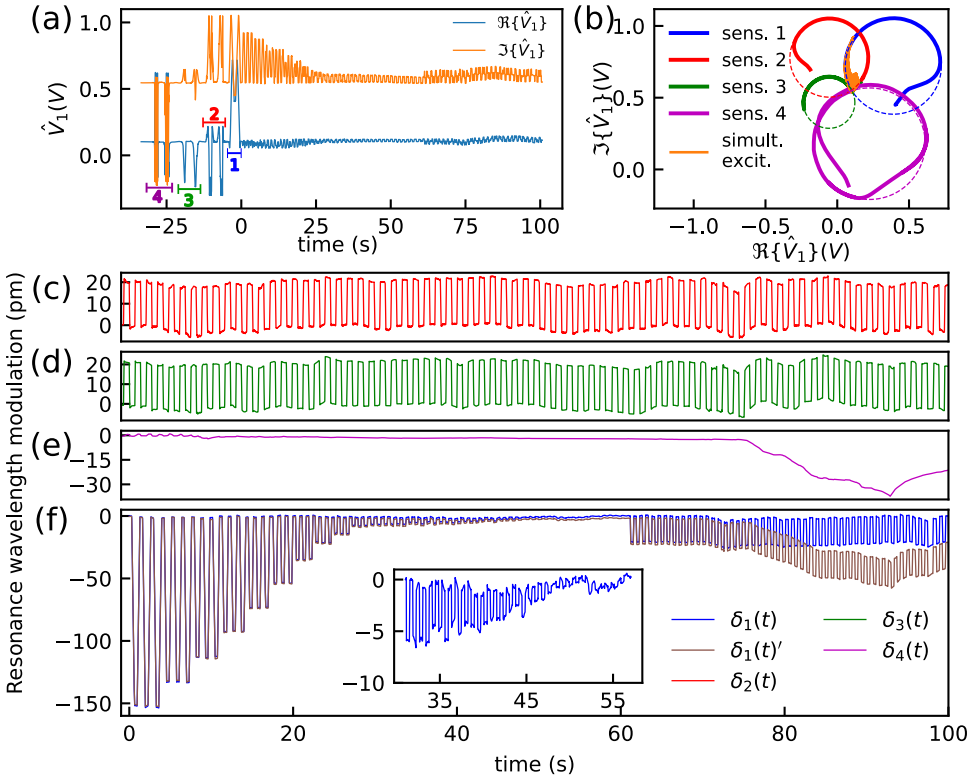 (a)
V̂₁(V)
1.0
0.5
0.0
ℜ{V̂₁}
ℑ{V̂₁}
4
3
2
1
−25 0 25 50 75 100
time (s)
(b)
ℑ{V̂₁}(V)
1.0
0.5
0.0
sens. 1
sens. 2
sens. 3
sens. 4
simult.
excit.
−1.0 −0.5 0.0 0.5
ℜ{V̂₁}(V)
Resonance wavelength modulation (pm)
(c)
20
0
(d)
20
0
(e)
0
−15
−30
(f)
0
−50
−100
−150
0
−5
−10
35 45 55
δ₁(t)
δ₁(t)′
δ₂(t)
δ₃(t)
δ₄(t)
0 20 40 60 80 100
time (s)